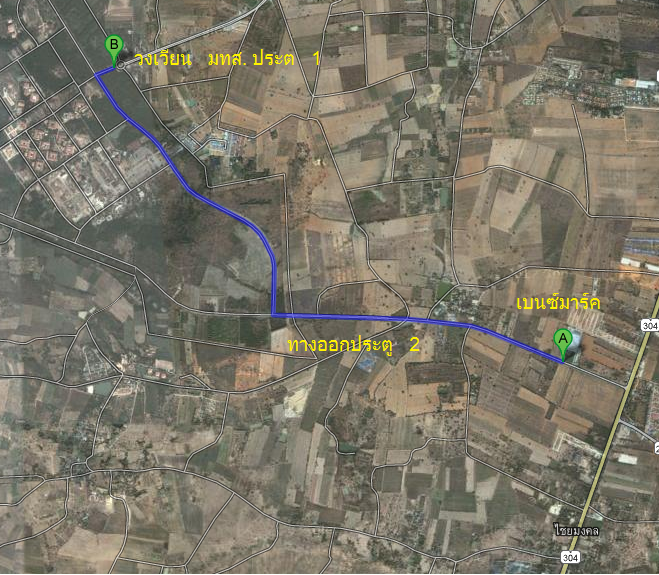 B
วงเวียน มทส. ประต 1
เบนซ์มาร์ค
304
A
ทางออกประตู 2
ไชยมงคล
304